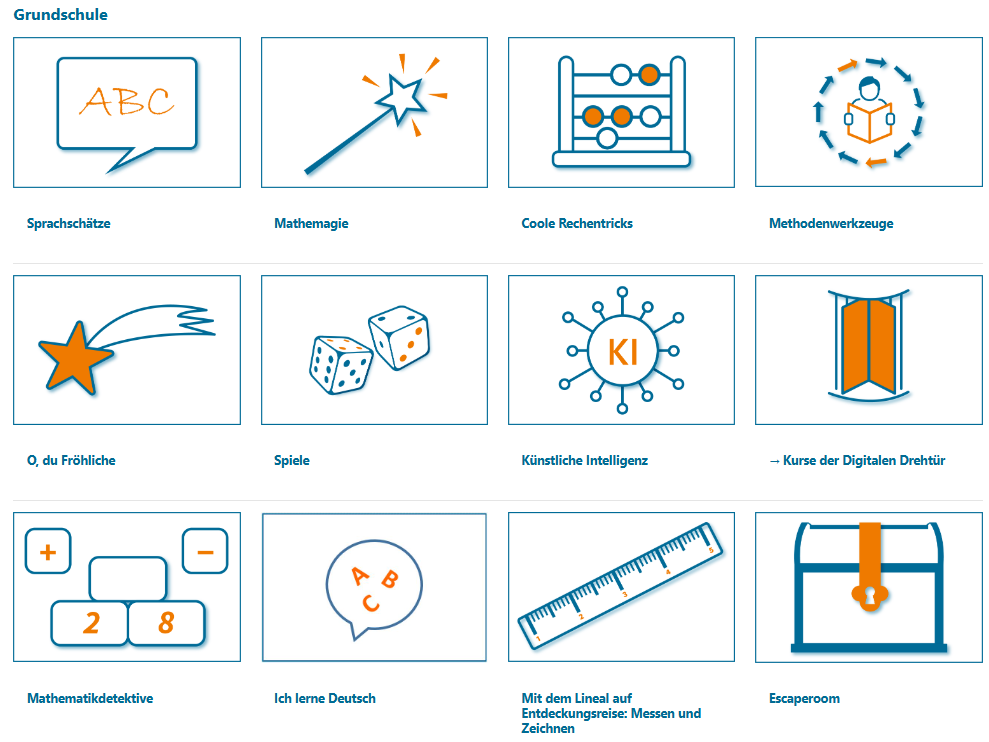 Grundschule
ABC
Sprachschätze
Mathemagie
Coole Rechentricks
Methodenwerkzeuge
KI
O, du Fröhliche
Spiele
Künstliche Intelligenz
→ Kurse der Digitalen Drehtür
+
−
2 8
A B
C
1 2 3 4 5
Mathematikdetektive
Ich lerne Deutsch
Mit dem Lineal auf
Entdeckungsreise: Messen und
Zeichnen
Escaperoom